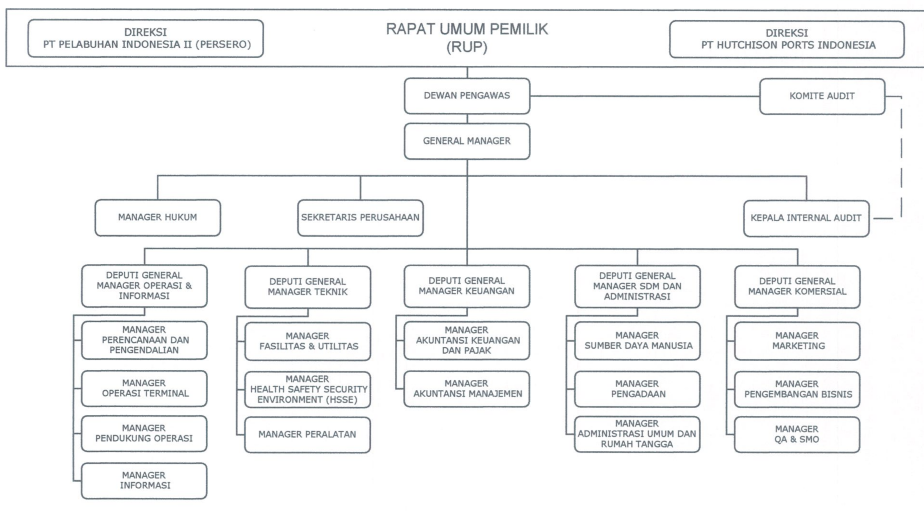 DIREKSI
PT PELABUHAN INDONESIA II (PERSERO)
RAPAT UMUM PEMILIK
(RUP)
DIREKSI
PT HUTCHISON PORTS INDONESIA
DEWAN PENGAWAS
KOMITE AUDIT
GENERAL MANAGER
MANAGER HUKUM
SEKRETARIS PERUSAHAAN
KEPALA INTERNAL AUDIT
DEPUTI GENERAL
MANAGER OPERASI &
INFORMASI
MANAGER
PERENCANAAN DAN
PENGENDALIAN
MANAGER
OPERASI TERMINAL
MANAGER
PENDUKUNG OPERASI
MANAGER
INFORMASI
DEPUTI GENERAL
MANAGER TEKNIK
MANAGER
FASILITAS & UTILITAS
MANAGER
HEALTH SAFETY SECURITY
ENVIRONMENT (HSSE)
MANAGER PERALATAN
DEPUTI GENERAL
MANAGER KEUANGAN
MANAGER
AKUNTANSI KEUANGAN
DAN PAJAK
MANAGER
AKUNTANSI MANAJEMEN
DEPUTI GENERAL
MANAGER SDM DAN
ADMINISTRASI
MANAGER
SUMBER DAYA MANUSIA
MANAGER
PENGADAAN
MANAGER
ADMINISTRASI UMUM DAN
RUMAH TANGGA
DEPUTI GENERAL
MANAGER KOMERSIAL
MANAGER
MARKETING
MANAGER
PENGEMBANGAN BISNIS
MANAGER
QA & SMO